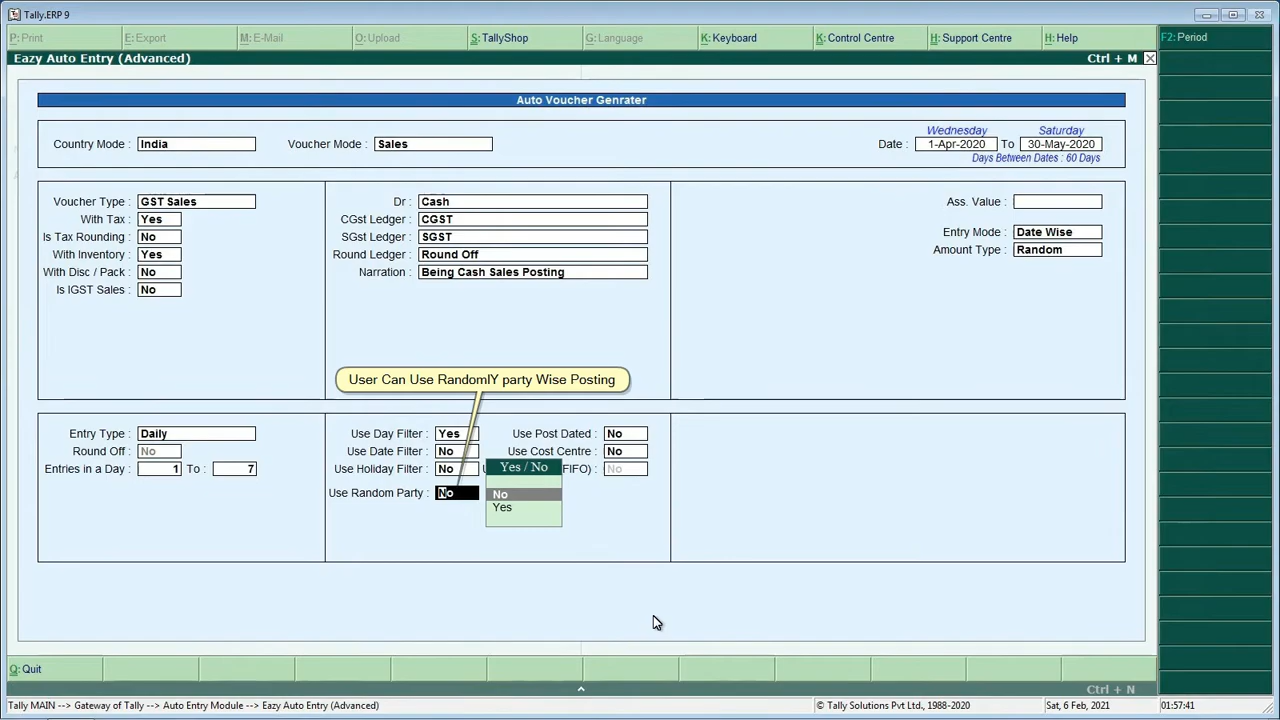 Tally.ERP 9
P: Print E: Export M: E-Mail O: Upload S: TallyShop G: Language K: Keyboard K: Control Centre H: Support Centre H: Help F2: Period
Eazy Auto Entry (Advanced) Ctrl + M
Auto Voucher Genrater
Wednesday Saturday
Country Mode : India Voucher Mode : Sales Date : 1-Apr-2020 To 30-May-2020
Days Between Dates : 60 Days
Voucher Type : GST Sales Dr : Cash Ass. Value :
With Tax : Yes CGst Ledger : CGST
Is Tax Rounding : No SGst Ledger : SGST Entry Mode : Date Wise
With Inventory : Yes Round Ledger : Round Off Amount Type : Random
With Disc / Pack : No Narration : Being Cash Sales Posting
Is IGST Sales : No
User Can Use RandomlY party Wise Posting
Entry Type : Daily Use Day Filter : Yes Use Post Dated : No
Round Off : No Use Date Filter : No Use Cost Centre : No
Entries in a Day : 1 To : 7 Use Holiday Filter : No Yes / No FIFO) : No
Use Random Party : No No
Yes
Q: Quit
Ctrl + N
Tally MAIN --> Gateway of Tally --> Auto Entry Module --> Eazy Auto Entry (Advanced) © Tally Solutions Pvt Ltd., 1988-2020 Sat, 6 Feb, 2021 01:57:41